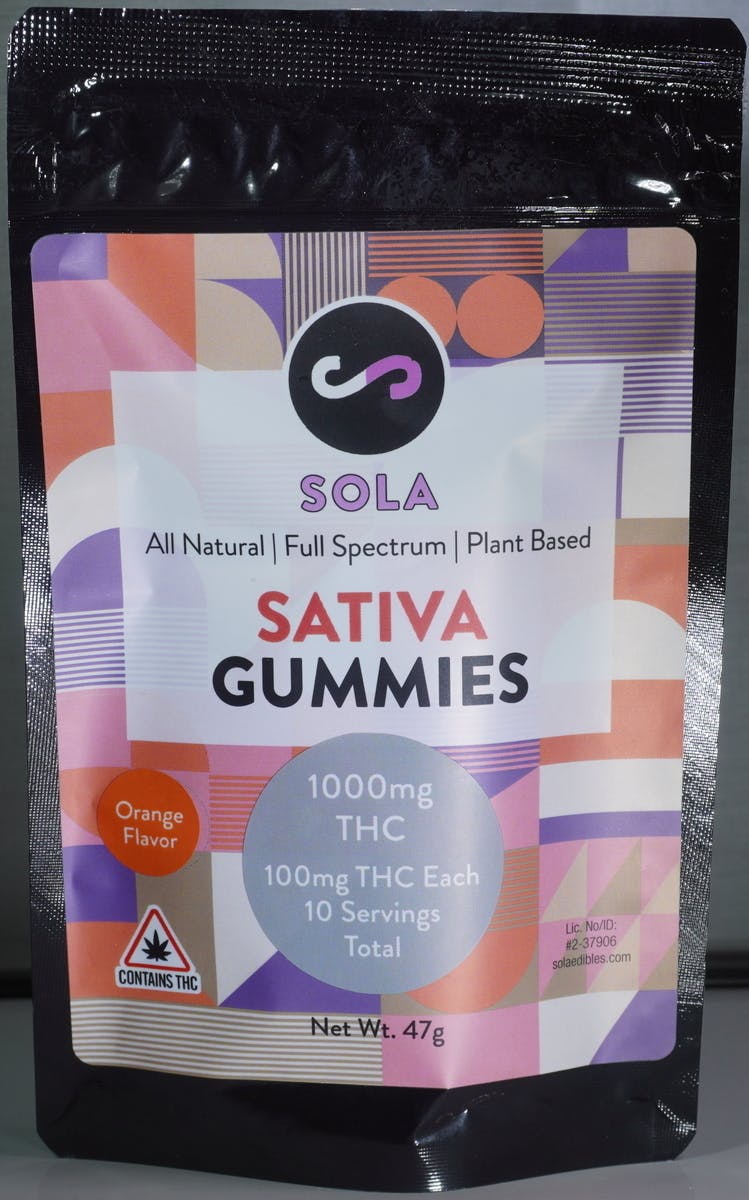 SOLA
All Natural | Full Spectrum | Plant Based
SATIVA
GUMMIES
1000mg
THC
100mg THC Each
10 Servings
Total
Orange
Flavor
CONTAINS THC
Lic. No/ID:
#2-37906
solaedibles.com
Net Wt. 47g